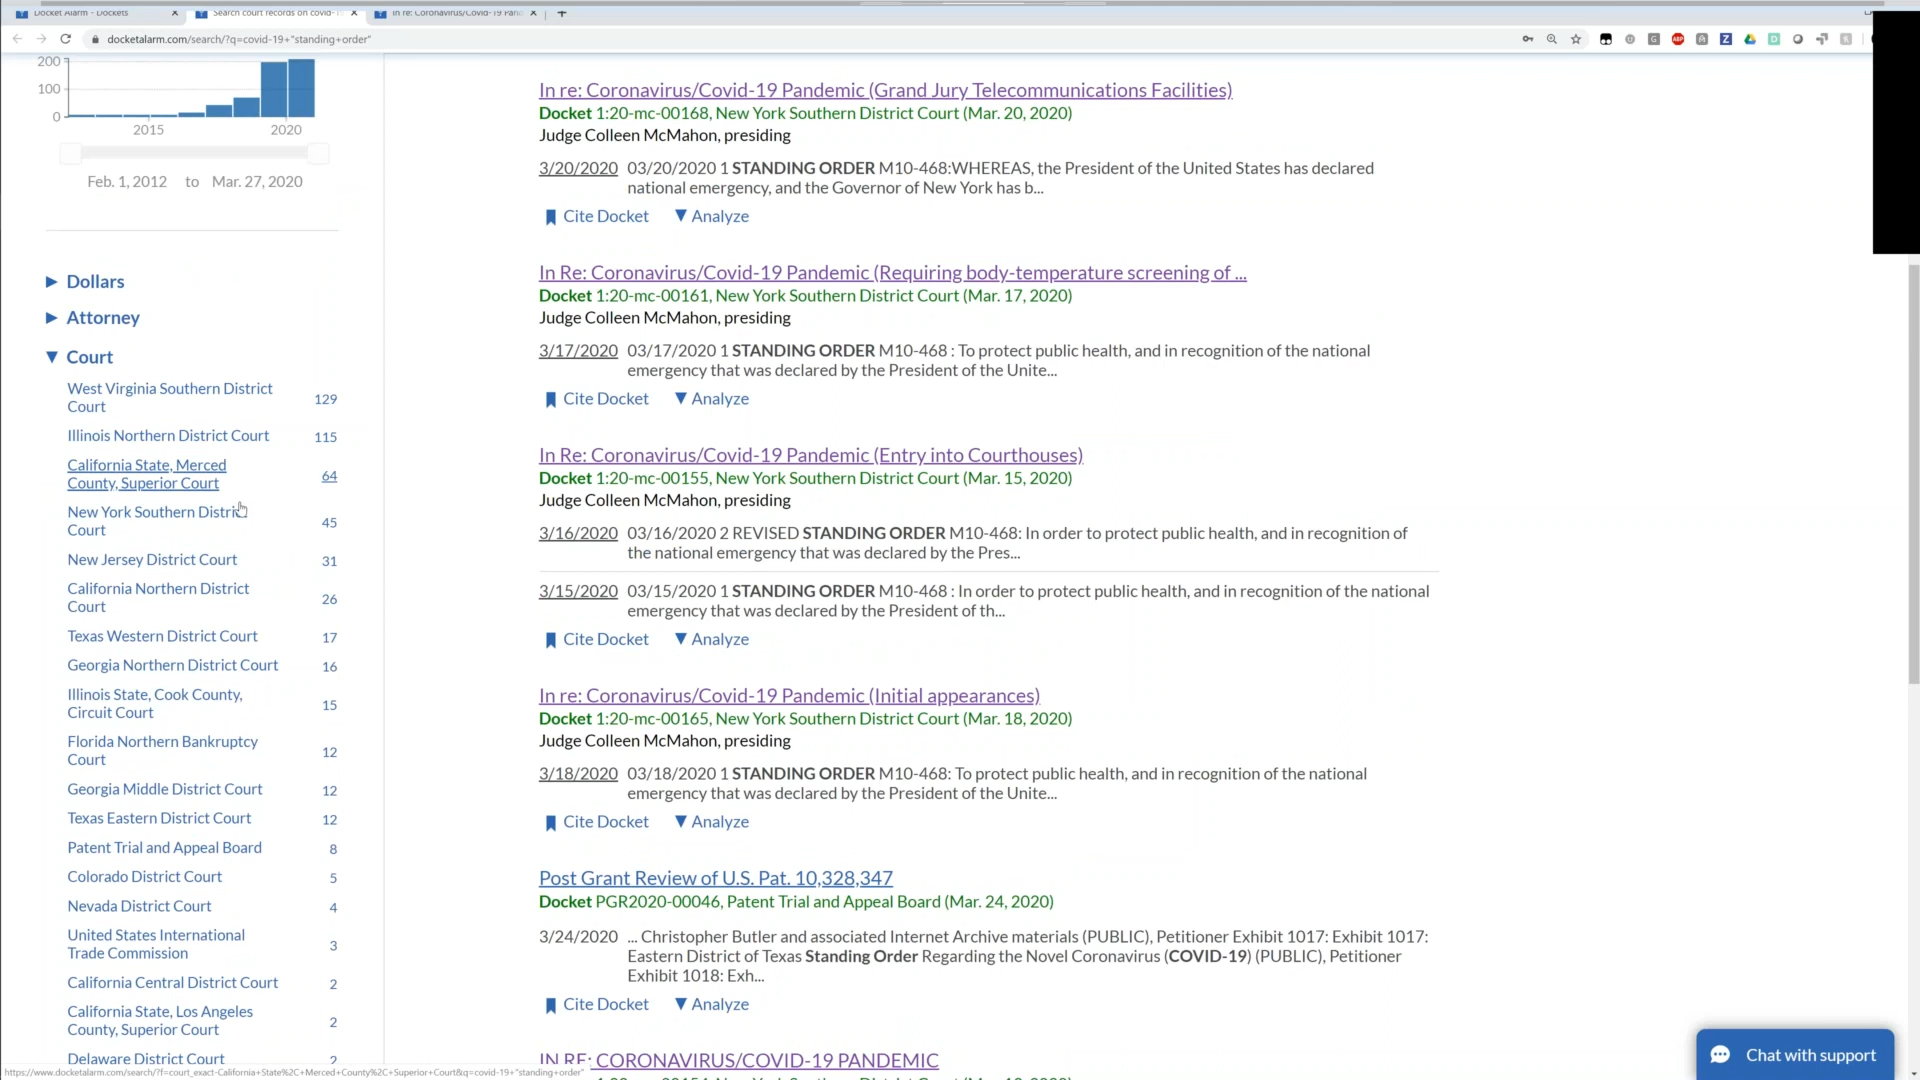 Docket Alarm - Dockets
Search court records on covid-1
In re: Coronavirus/Covid-19 Pand
docketalarm.com/search/?q=covid-19+"standing+order"
200
100
0
2015 2020
Feb. 1, 2012 to Mar. 27, 2020
Dollars
Attorney
Court
West Virginia Southern District
Court
129
Illinois Northern District Court 115
California State, Merced
County, Superior Court
64
New York Southern District
Court
45
New Jersey District Court 31
California Northern District
Court
26
Texas Western District Court 17
Georgia Northern District Court 16
Illinois State, Cook County,
Circuit Court
15
Florida Northern Bankruptcy
Court
12
Georgia Middle District Court 12
Texas Eastern District Court 12
Patent Trial and Appeal Board 8
Colorado District Court 5
Nevada District Court 4
United States International
Trade Commission
3
California Central District Court 2
California State, Los Angeles
County, Superior Court
2
Delaware District Court 2
https://www.docketalarm.com/search/?f=court_exact-California+State%2C+Merced+County%2C+Superior+Court&q=covid-19+"standing+order"
In re: Coronavirus/Covid-19 Pandemic (Grand Jury Telecommunications Facilities)
Docket 1:20-mc-00168, New York Southern District Court (Mar. 20, 2020)
Judge Colleen McMahon, presiding
3/20/2020 03/20/2020 1 STANDING ORDER M10-468:WHEREAS, the President of the United States has declared
national emergency, and the Governor of New York has b...
Cite Docket ▼ Analyze
In Re: Coronavirus/Covid-19 Pandemic (Requiring body-temperature screening of ...
Docket 1:20-mc-00161, New York Southern District Court (Mar. 17, 2020)
Judge Colleen McMahon, presiding
3/17/2020 03/17/2020 1 STANDING ORDER M10-468 : To protect public health, and in recognition of the national
emergency that was declared by the President of the Unite...
Cite Docket ▼ Analyze
In Re: Coronavirus/Covid-19 Pandemic (Entry into Courthouses)
Docket 1:20-mc-00155, New York Southern District Court (Mar. 15, 2020)
Judge Colleen McMahon, presiding
3/16/2020 03/16/2020 2 REVISED STANDING ORDER M10-468: In order to protect public health, and in recognition of
the national emergency that was declared by the Pres...
3/15/2020 03/15/2020 1 STANDING ORDER M10-468 : In order to protect public health, and in recognition of the national
emergency that was declared by the President of th...
Cite Docket ▼ Analyze
In re: Coronavirus/Covid-19 Pandemic (Initial appearances)
Docket 1:20-mc-00165, New York Southern District Court (Mar. 18, 2020)
Judge Colleen McMahon, presiding
3/18/2020 03/18/2020 1 STANDING ORDER M10-468: To protect public health, and in recognition of the national
emergency that was declared by the President of the Unite...
Cite Docket ▼ Analyze
Post Grant Review of U.S. Pat. 10,328,347
Docket PGR2020-00046, Patent Trial and Appeal Board (Mar. 24, 2020)
3/24/2020 ... Christopher Butler and associated Internet Archive materials (PUBLIC), Petitioner Exhibit 1017: Exhibit 1017:
Eastern District of Texas Standing Order Regarding the Novel Coronavirus (COVID-19) (PUBLIC), Petitioner
Exhibit 1018: Exh...
Cite Docket ▼ Analyze
IN RE: CORONAVIRUS/COVID-19 PANDEMIC
Chat with support